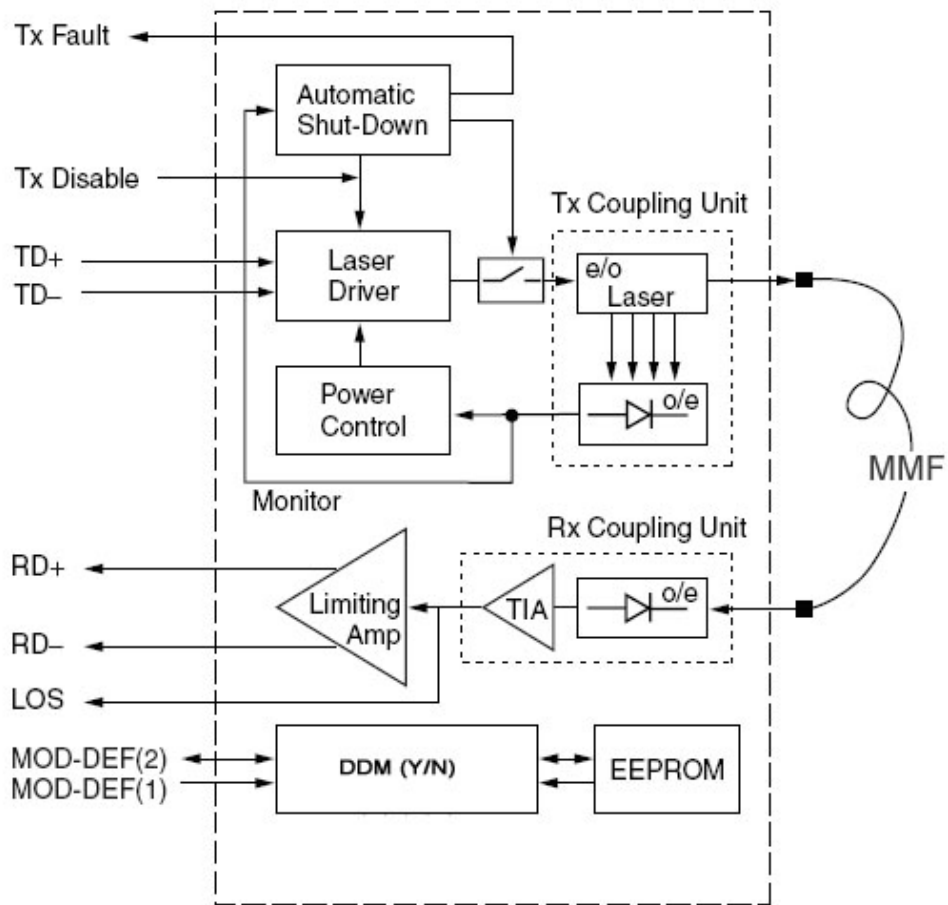 Tx Fault
Automatic
Shut-Down
Tx Disable
Tx Coupling Unit
TD+
TD–
Laser
Driver
e/o
Laser
Power
Control
o/e
MMF
Monitor
Rx Coupling Unit
RD+
RD–
Limiting
Amp
TIA
o/e
LOS
MOD-DEF(2)
MOD-DEF(1)
DDM (Y/N)
EEPROM